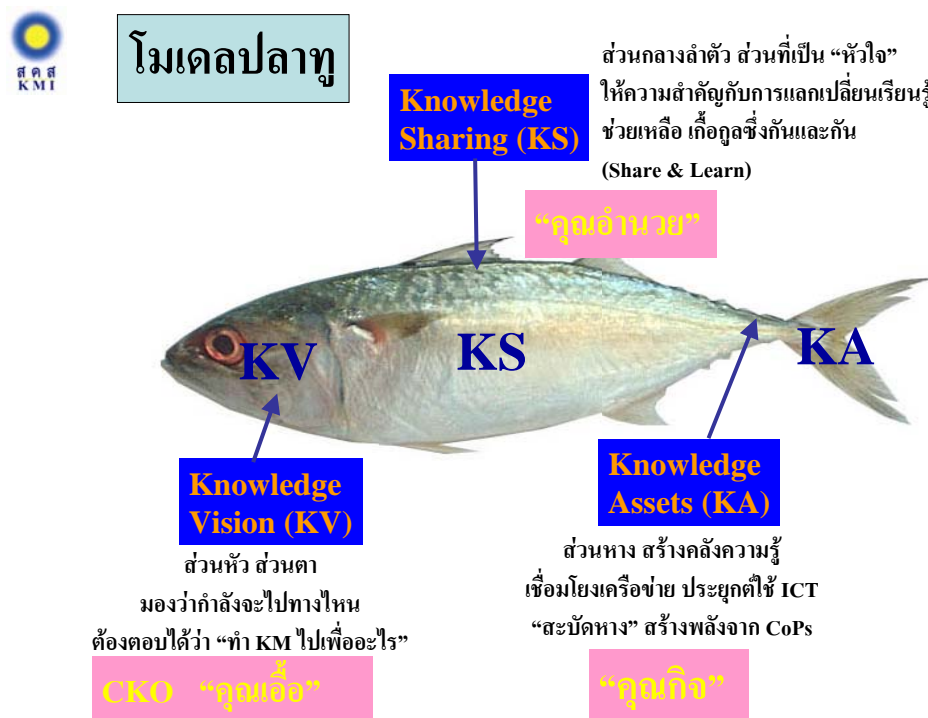 ส ค ส
KMI
โมเดลปลาทู
ส่วนกลางลำตัว ส่วนที่เป็น “หัวใจ”
ให้ความสำคัญกับการแลกเปลี่ยนเรียนรู้
ช่วยเหลือ เกื้อกูลซึ่งกันและกัน
(Share & Learn)
Knowledge
Sharing (KS)
“คุณอำนวย”
KV
KS
KA
Knowledge
Vision (KV)
ส่วนหัว ส่วนตา
มองว่ากำลังจะไปทางไหน
ต้องตอบได้ว่า “ทำ KM ไปเพื่ออะไร”
CKO “คุณเอื้อ”
Knowledge
Assets (KA)
ส่วนหาง สร้างคลังความรู้
เชื่อมโยงเครือข่าย ประยุกต์ใช้ ICT
“สะบัดหาง” สร้างพลังจาก CoPs
“คุณกิจ”